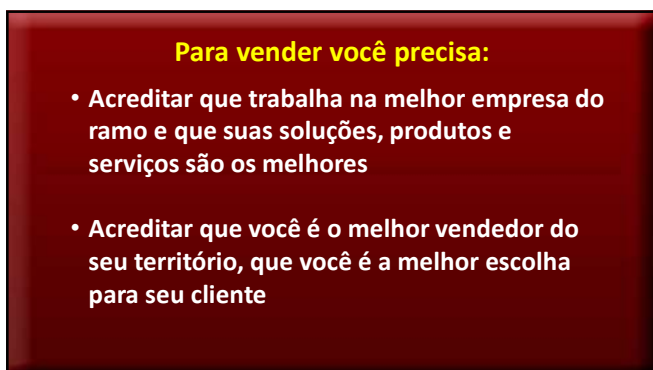 Para vender você precisa:
• Acreditar que trabalha na melhor empresa do
ramo e que suas soluções, produtos e
serviços são os melhores
• Acreditar que você é o melhor vendedor do
seu território, que você é a melhor escolha
para seu cliente